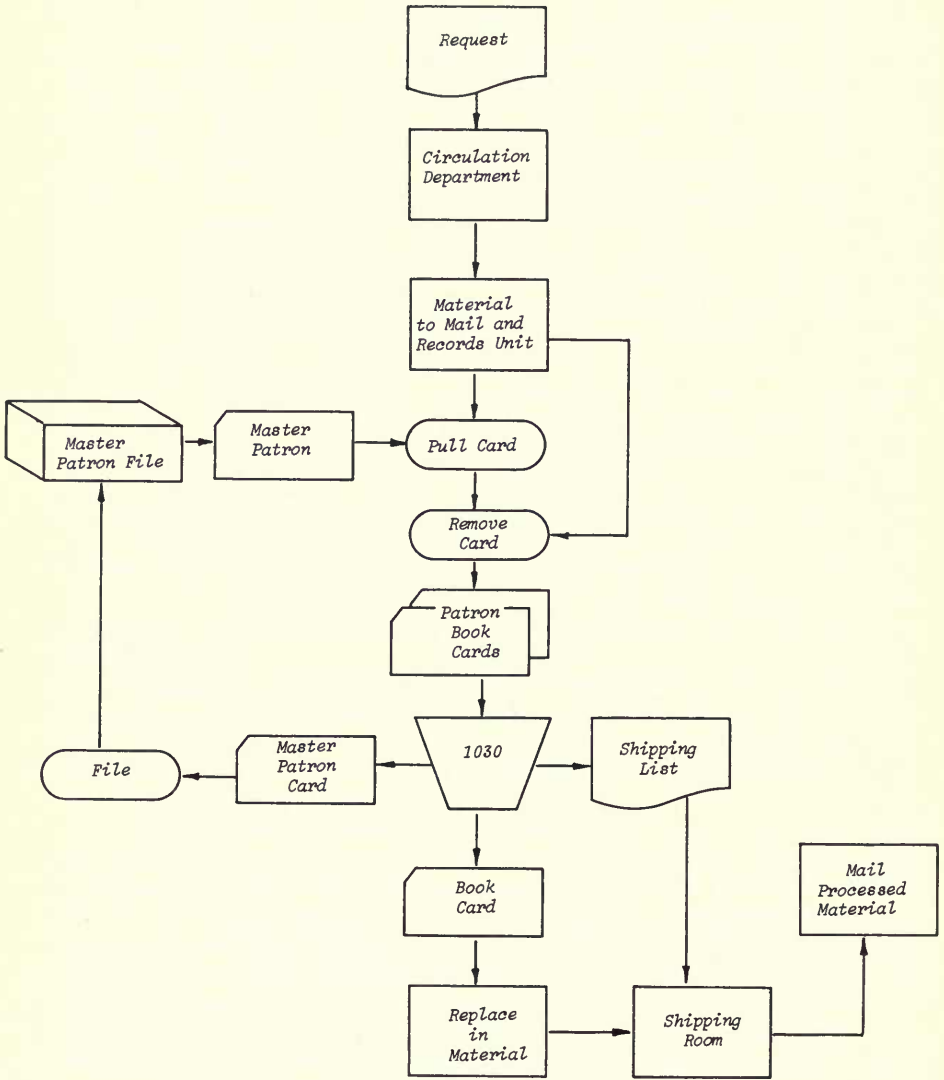 Request
Circulation
Department
Material
to Mail and
Records Unit
Master
Patron File
Master
Patron
Pull Card
Remove
Card
Patron
Book
Cards
File
Master
Patron
Card
1030
Shipping
List
Book
Card
Mail
Processed
Material
Replace
in
Material
Shipping
Room